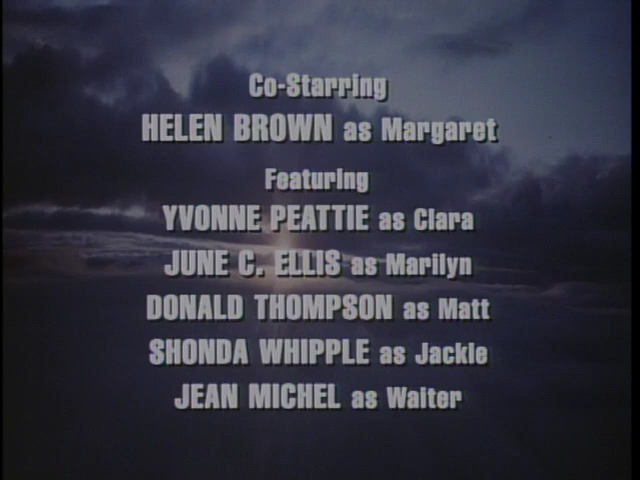 Co-Starring
HELEN BROWN as Margaret
Featuring
YVONNE PEATTIE as Clara
JUNE C. ELLIS as Marilyn
DONALD THOMPSON as Matt
SHONDA WHIPPLE as Jackie
JEAN MICHEL as Waiter